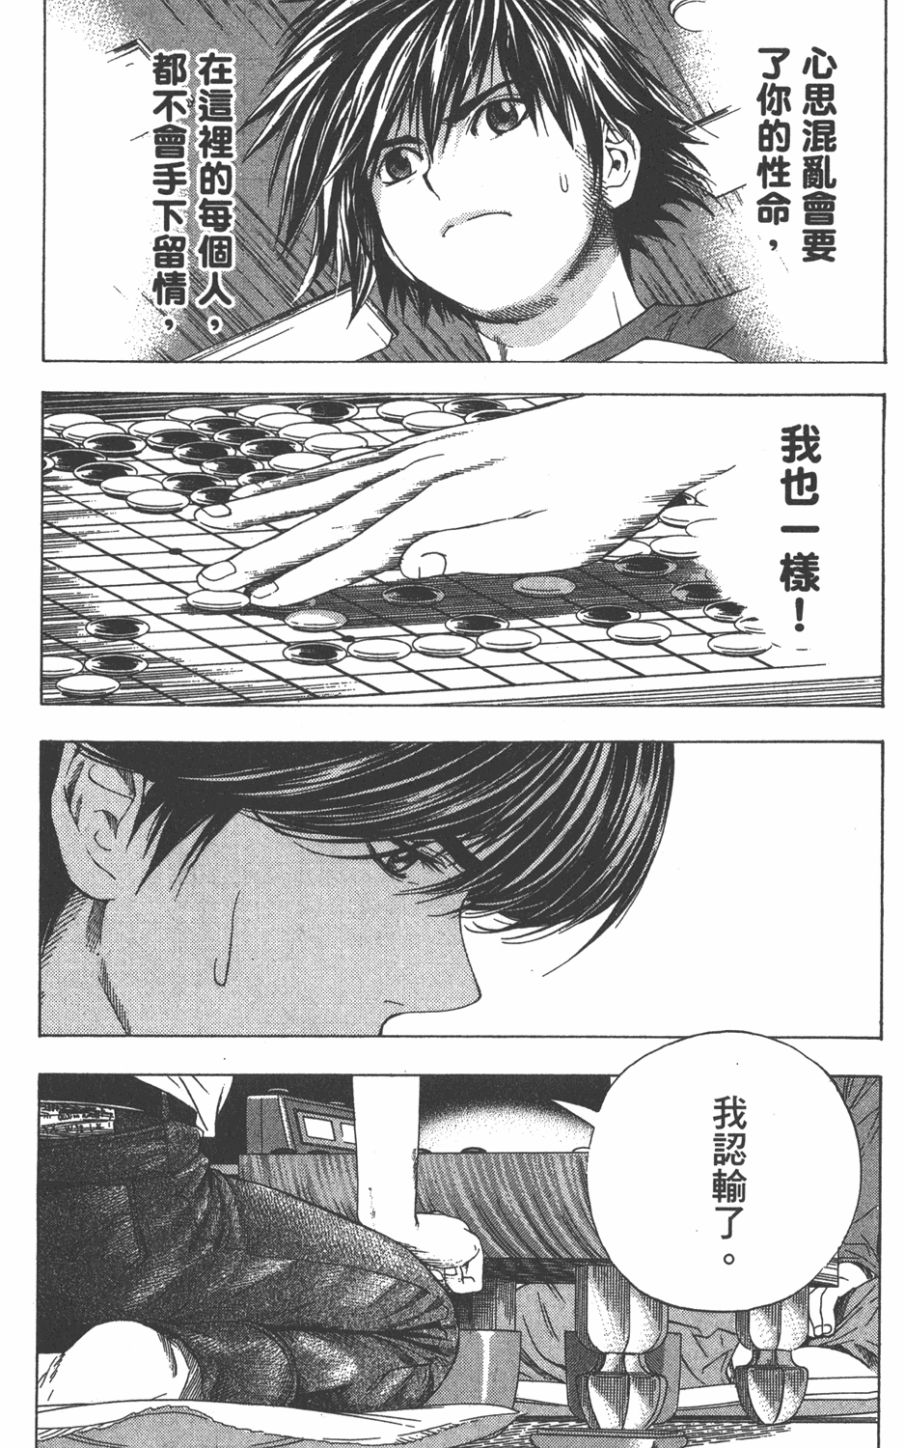 心思混亂會要
了你的性命，
在這裡的每個人，
都不會手下留情，
我也一樣！
我認輸了。